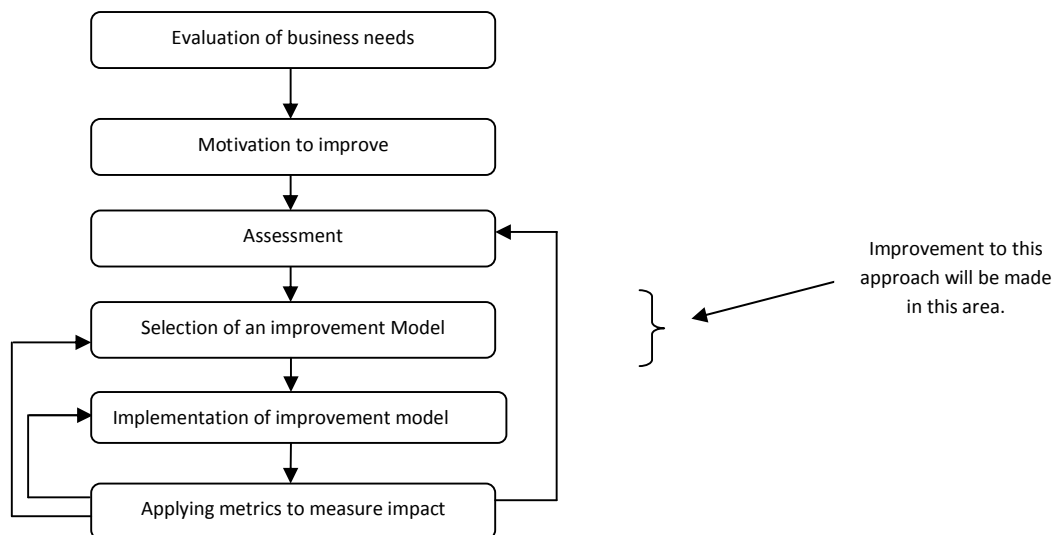 Evaluation of business needs
Motivation to improve
Assessment
Selection of an improvement Model
Implementation of improvement model
Applying metrics to measure impact
Improvement to this
approach will be made
in this area.